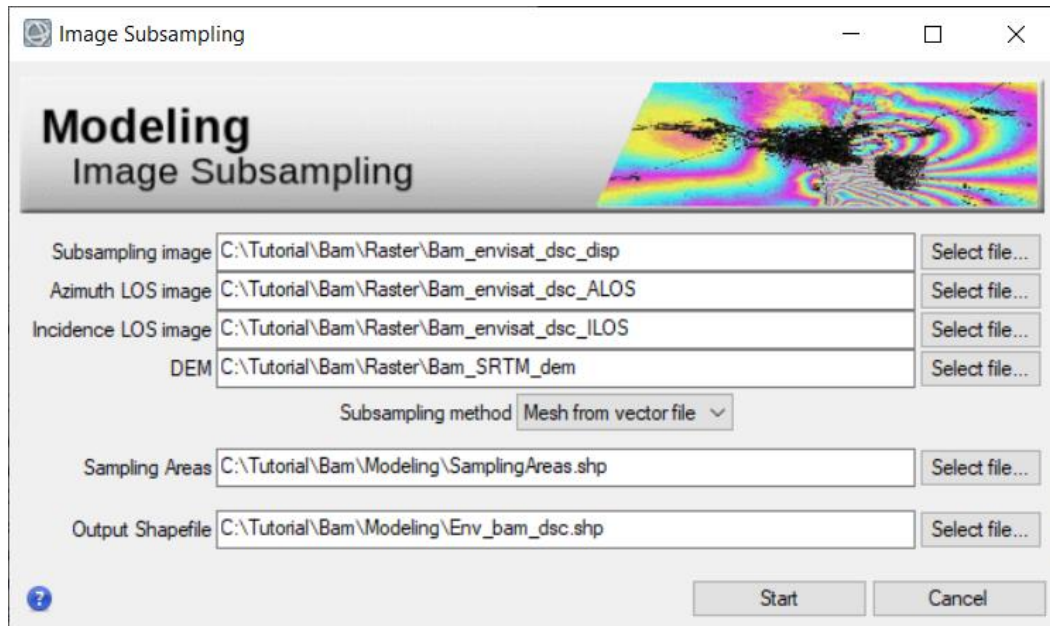 Image Subsampling
Modeling
Image Subsampling
Subsampling image C:\Tutorial\Bam\Raster\Bam_envisat_dsc_disp Select file...
Azimuth LOS image C:\Tutorial\Bam\Raster\Bam_envisat_dsc_ALOS Select file...
Incidence LOS image C:\Tutorial\Bam\Raster\Bam_envisat_dsc_ILOS Select file...
DEM C:\Tutorial\Bam\Raster\Bam_SRTM_dem Select file...
Subsampling method Mesh from vector file
Sampling Areas C:\Tutorial\Bam\Modeling\SamplingAreas.shp Select file...
Output Shapefile C:\Tutorial\Bam\Modeling\Env_bam_dsc.shp Select file...
? Start Cancel